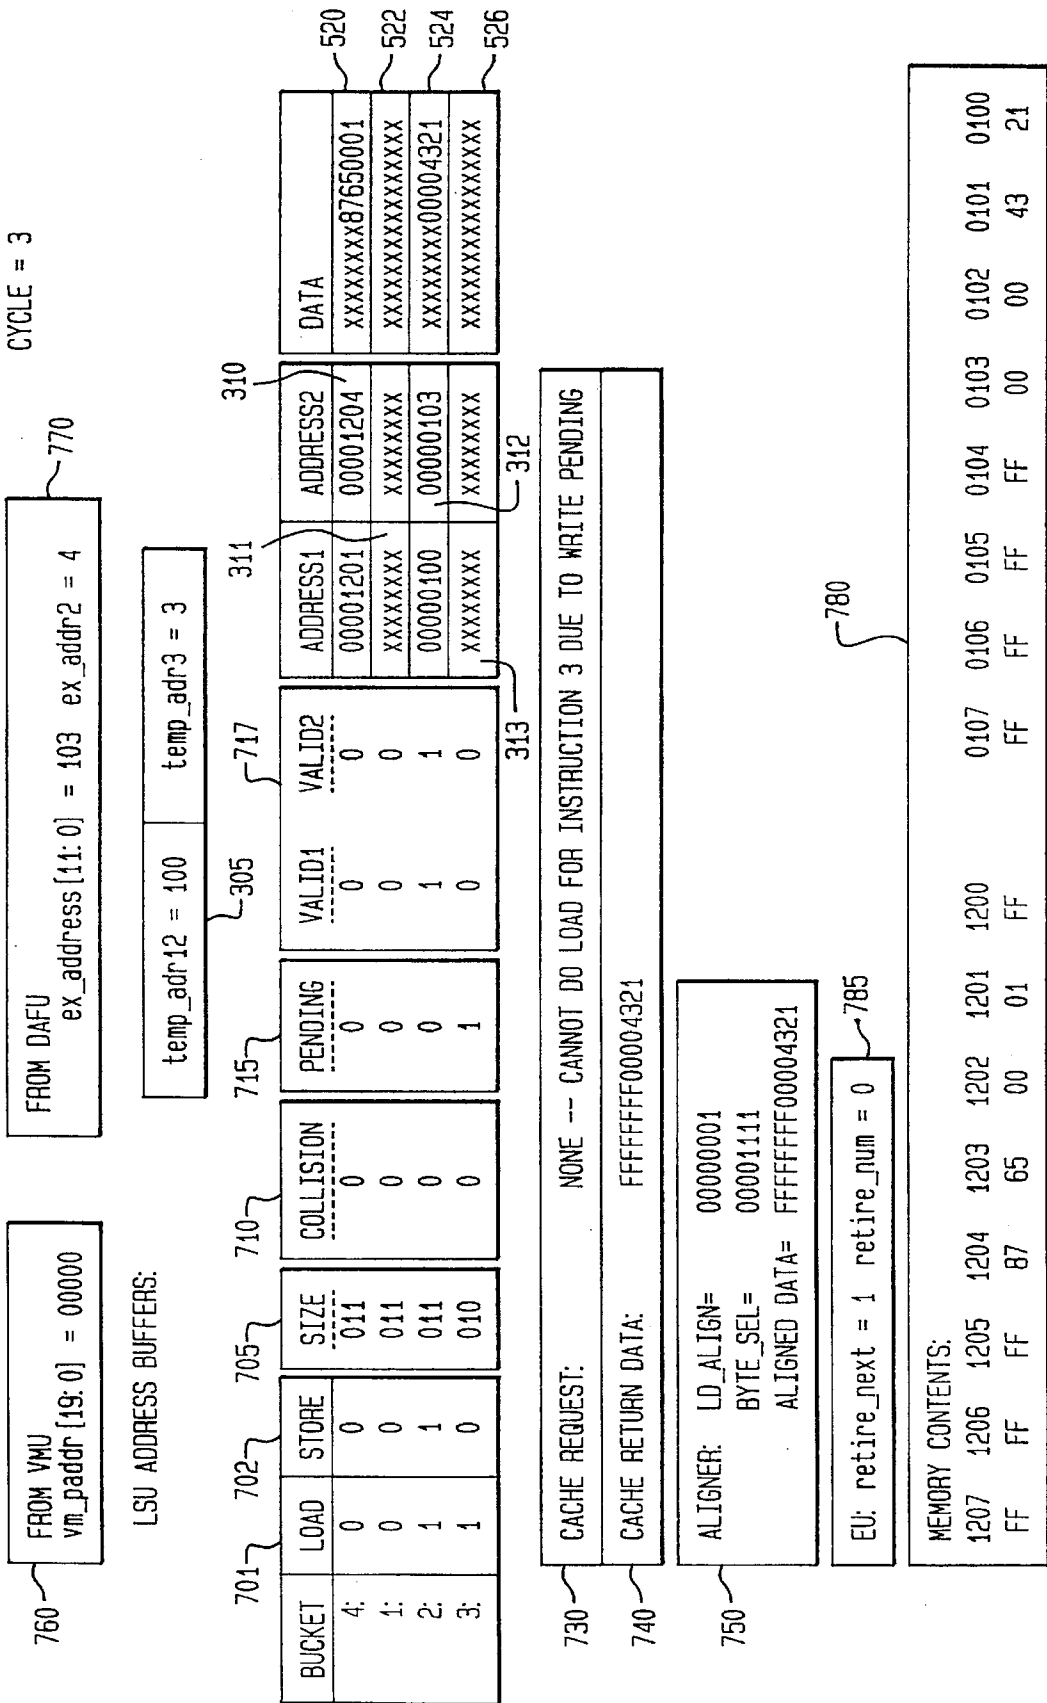 CYCLE = 3
760
FROM VMU
vm_paddr[19:0] = 00000
FROM DAFU
ex_address[11:0] = 103 ex_addr2 = 4
770
temp_adr12 = 100 temp_adr3 = 3
305
LSU ADDRESS BUFFERS:
701 702 705 710 715 717
BUCKET LOAD STORE SIZE COLLISION PENDING VALID1 VALID2 ADDRESS1 ADDRESS2 DATA
4: 0 0 011 0 0 0 0 00001201 00001204 XXXXXXXX87650001
1: 0 0 011 0 0 0 0 XXXXXXXX XXXXXXXX XXXXXXXXXXXXXXXX
2: 1 1 011 0 0 1 1 00000100 00000103 XXXXXXXX00004321
3: 1 0 010 0 1 0 0 XXXXXXXX XXXXXXXX XXXXXXXXXXXXXXXX
311 310
313 312
520
522
524
526
730
CACHE REQUEST: NONE -- CANNOT DO LOAD FOR INSTRUCTION 3 DUE TO WRITE PENDING
740
CACHE RETURN DATA: FFFFFFFF00004321
750
ALIGNER: LD_ALIGN= 00000001
BYTE_SEL= 00001111
ALIGNED DATA= FFFFFFFF00004321
EU: retire_next = 1 retire_num = 0
785
780
MEMORY CONTENTS:
1207 1206 1205 1204 1203 1202 1201 1200 0107 0106 0105 0104 0103 0102 0101 0100
FF FF FF 87 65 00 01 FF FF FF FF FF 00 00 43 21